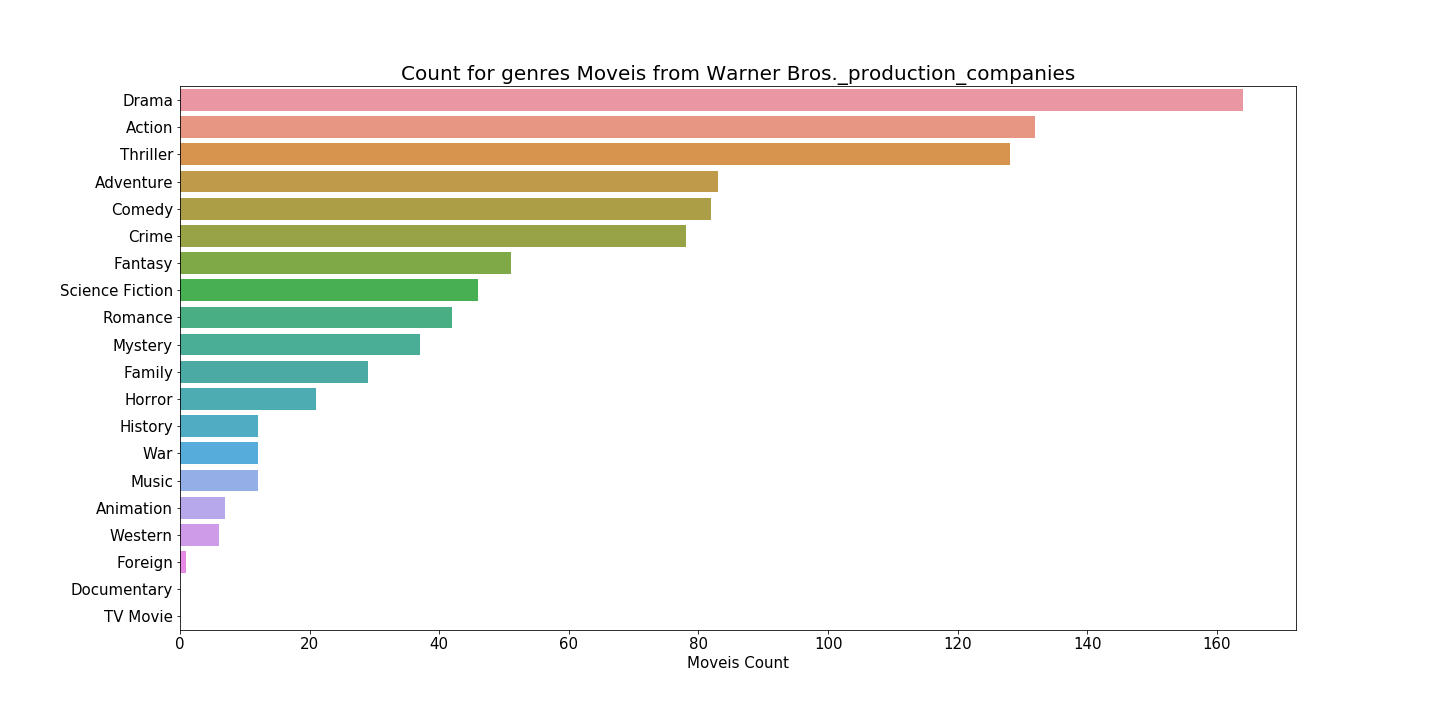 Count for genres Moveis from Warner Bros._production_companies
Drama
Action
Thriller
Adventure
Comedy
Crime
Fantasy
Science Fiction
Romance
Mystery
Family
Horror
History
War
Music
Animation
Western
Foreign
Documentary
TV Movie
0 20 40 60 80 100 120 140 160
Moveis Count